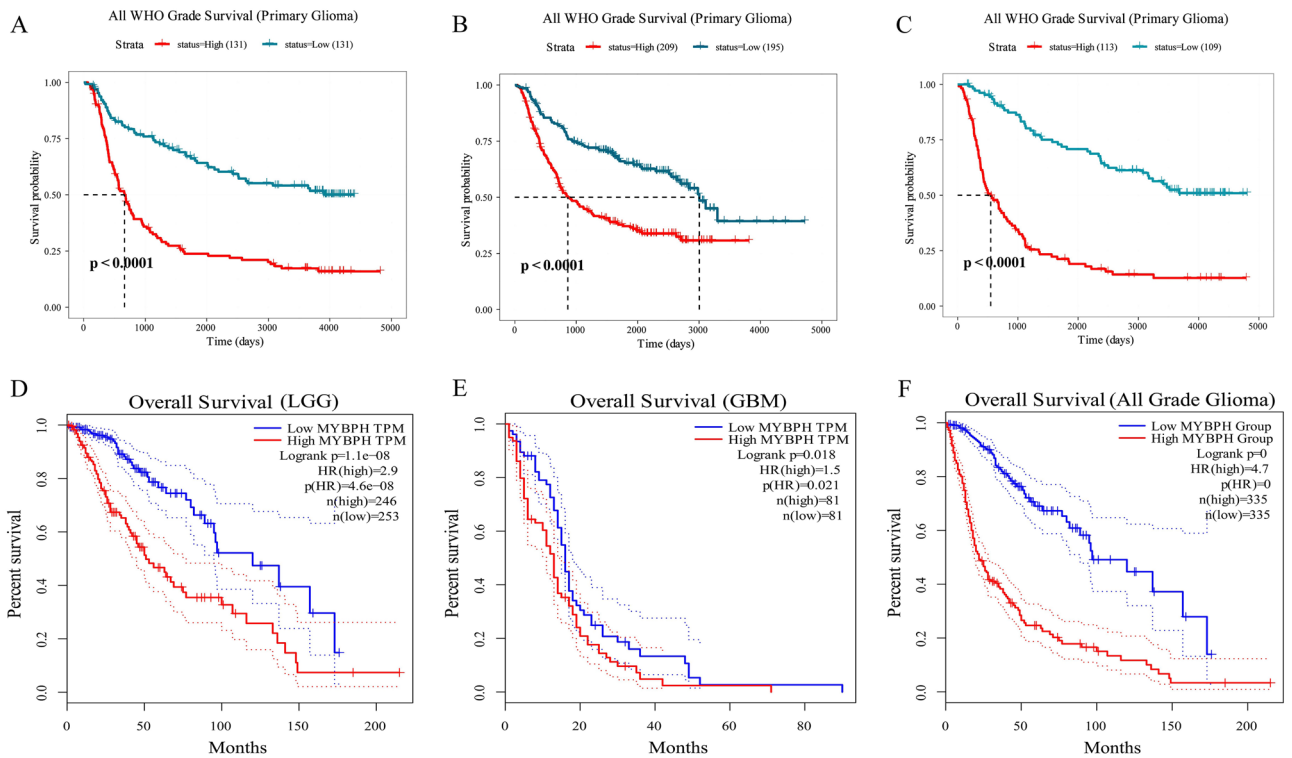 A
All WHO Grade Survival (Primary Glioma)
Strata status=High (131) status=Low (131)
Survival probability
1.00
0.75
0.50
0.25
0.00
p < 0.0001
0 1000 2000 3000 4000 5000
Time (days)
B
All WHO Grade Survival (Primary Glioma)
Strata status=High (209) status=Low (195)
Survival probability
1.00
0.75
0.50
0.25
0.00
p < 0.0001
0 1000 2000 3000 4000 5000
Time (days)
C
All WHO Grade Survival (Primary Glioma)
Strata status=High (113) status=Low (109)
Survival probability
1.00
0.75
0.50
0.25
0.00
p < 0.0001
0 1000 2000 3000 4000 5000
Time (days)
D
Overall Survival (LGG)
Low MYBPH TPM
High MYBPH TPM
Logrank p=1.1e−08
HR(high)=2.9
p(HR)=4.6e−08
n(high)=246
n(low)=253
Percent survival
1.0
0.8
0.6
0.4
0.2
0.0
0 50 100 150 200
Months
E
Overall Survival (GBM)
Low MYBPH TPM
High MYBPH TPM
Logrank p=0.018
HR(high)=1.5
p(HR)=0.021
n(high)=81
n(low)=81
Percent survival
1.0
0.8
0.6
0.4
0.2
0.0
0 20 40 60 80
Months
F
Overall Survival (All Grade Glioma)
Low MYBPH Group
High MYBPH Group
Logrank p=0
HR(high)=4.7
p(HR)=0
n(high)=335
n(low)=335
Percent survival
1.0
0.8
0.6
0.4
0.2
0.0
0 50 100 150 200
Months